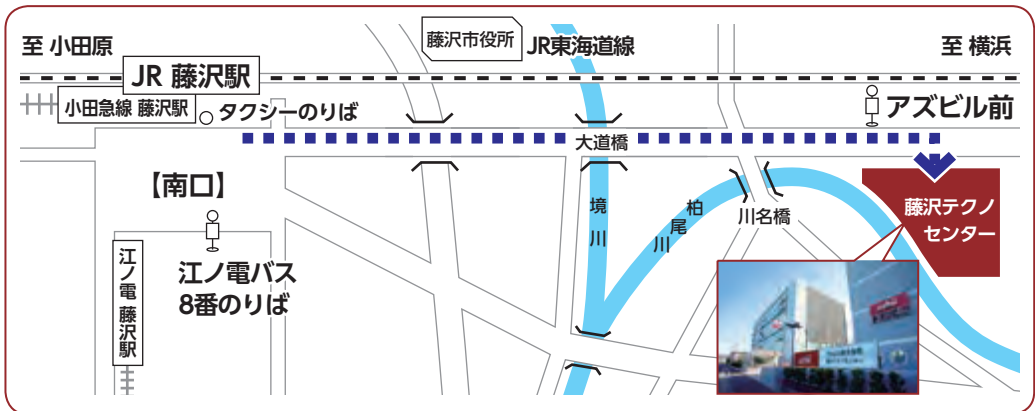 至 小田原
藤沢市役所
JR東海道線
至 横浜
JR 藤沢駅
小田急線 藤沢駅
タクシーのりば
アズビル前
大道橋
【南口】
境川
柏尾川
川名橋
藤沢テクノ
センター
江ノ電バス
8番のりば
江ノ電 藤沢駅